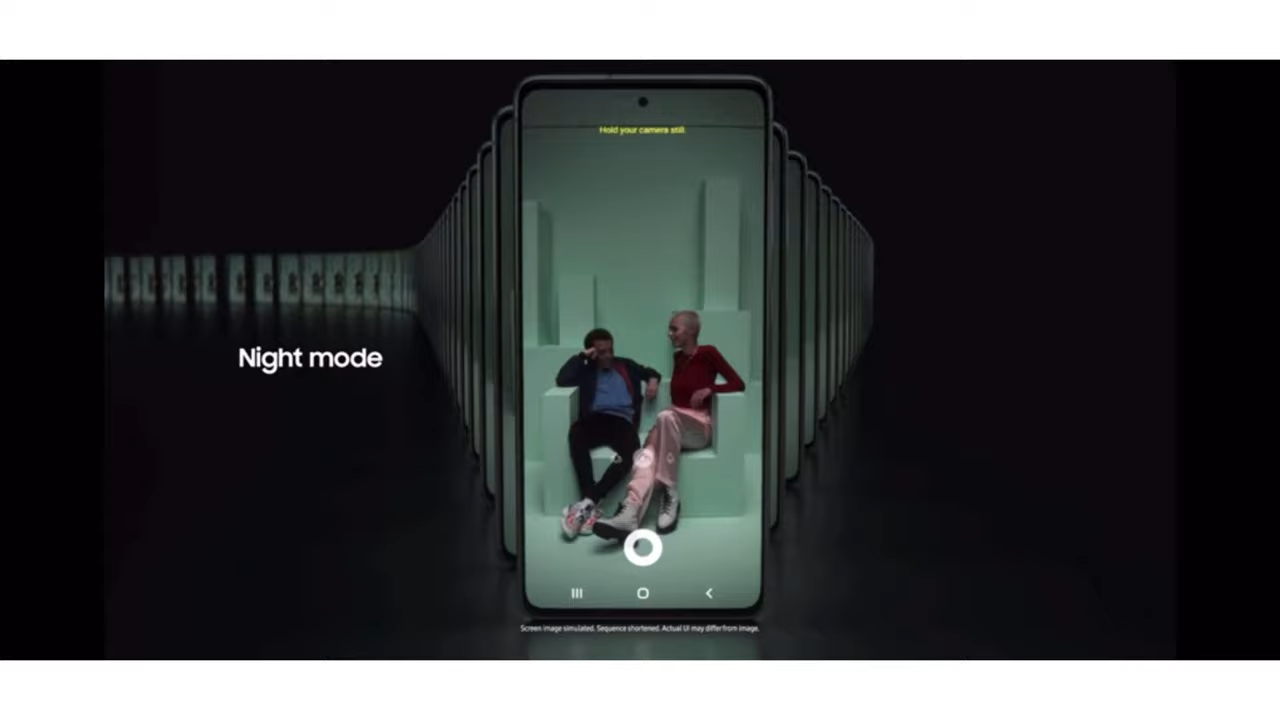 Hold your camera still.
Night mode
Screen image simulated. Sequence shortened. Actual UI may differ from image.